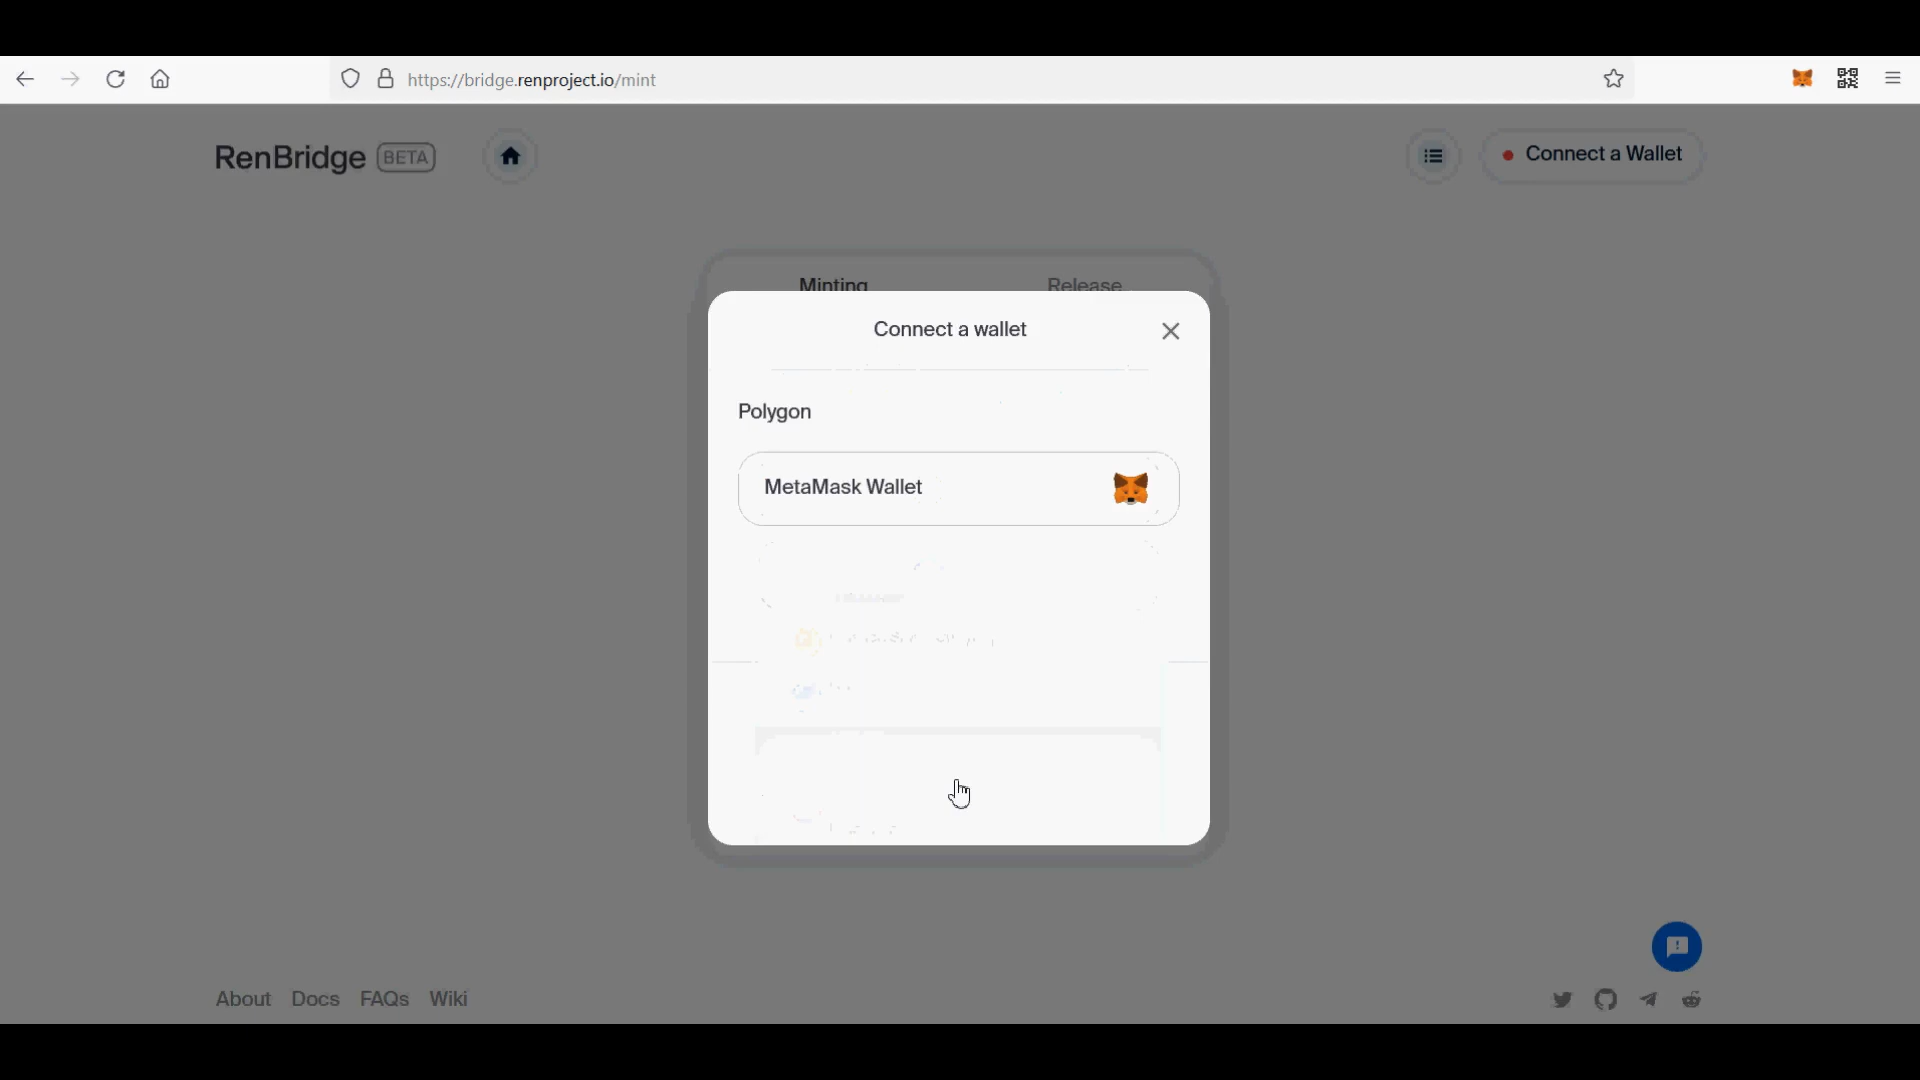 https://bridge.renproject.io/mint
RenBridge BETA
Connect a Wallet
Minting Release
Connect a wallet
Polygon
MetaMask Wallet
About Docs FAQs Wiki